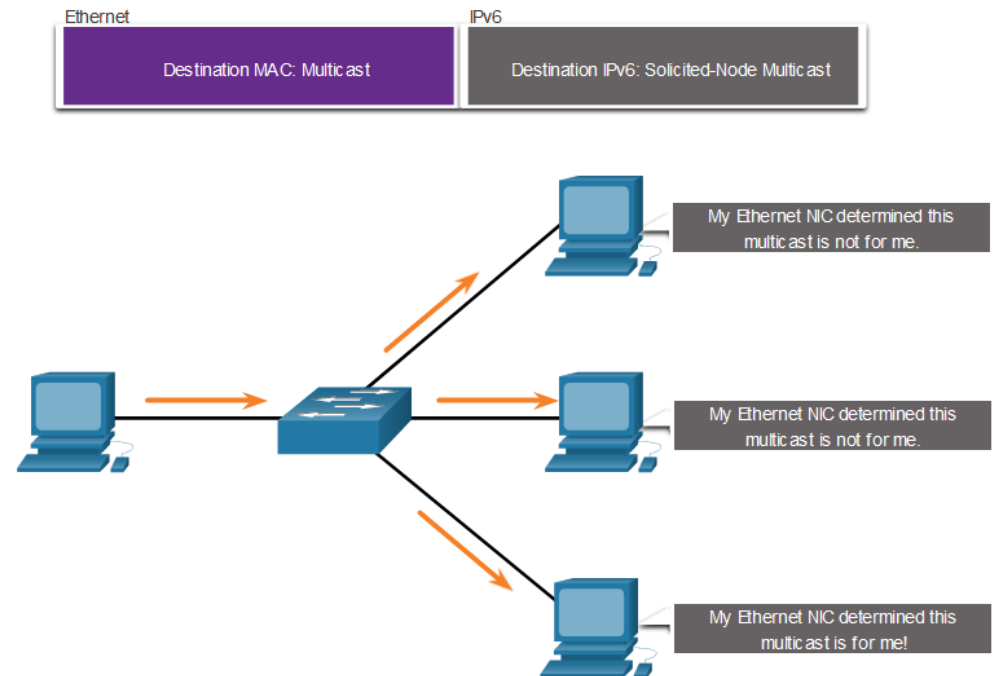 Ethernet
IPv6
Destination MAC: Multicast
Destination IPv6: Solicited-Node Multicast
My Ethernet NIC determined this
multicast is not for me.
My Ethernet NIC determined this
multicast is not for me.
My Ethernet NIC determined this
multicast is for me!